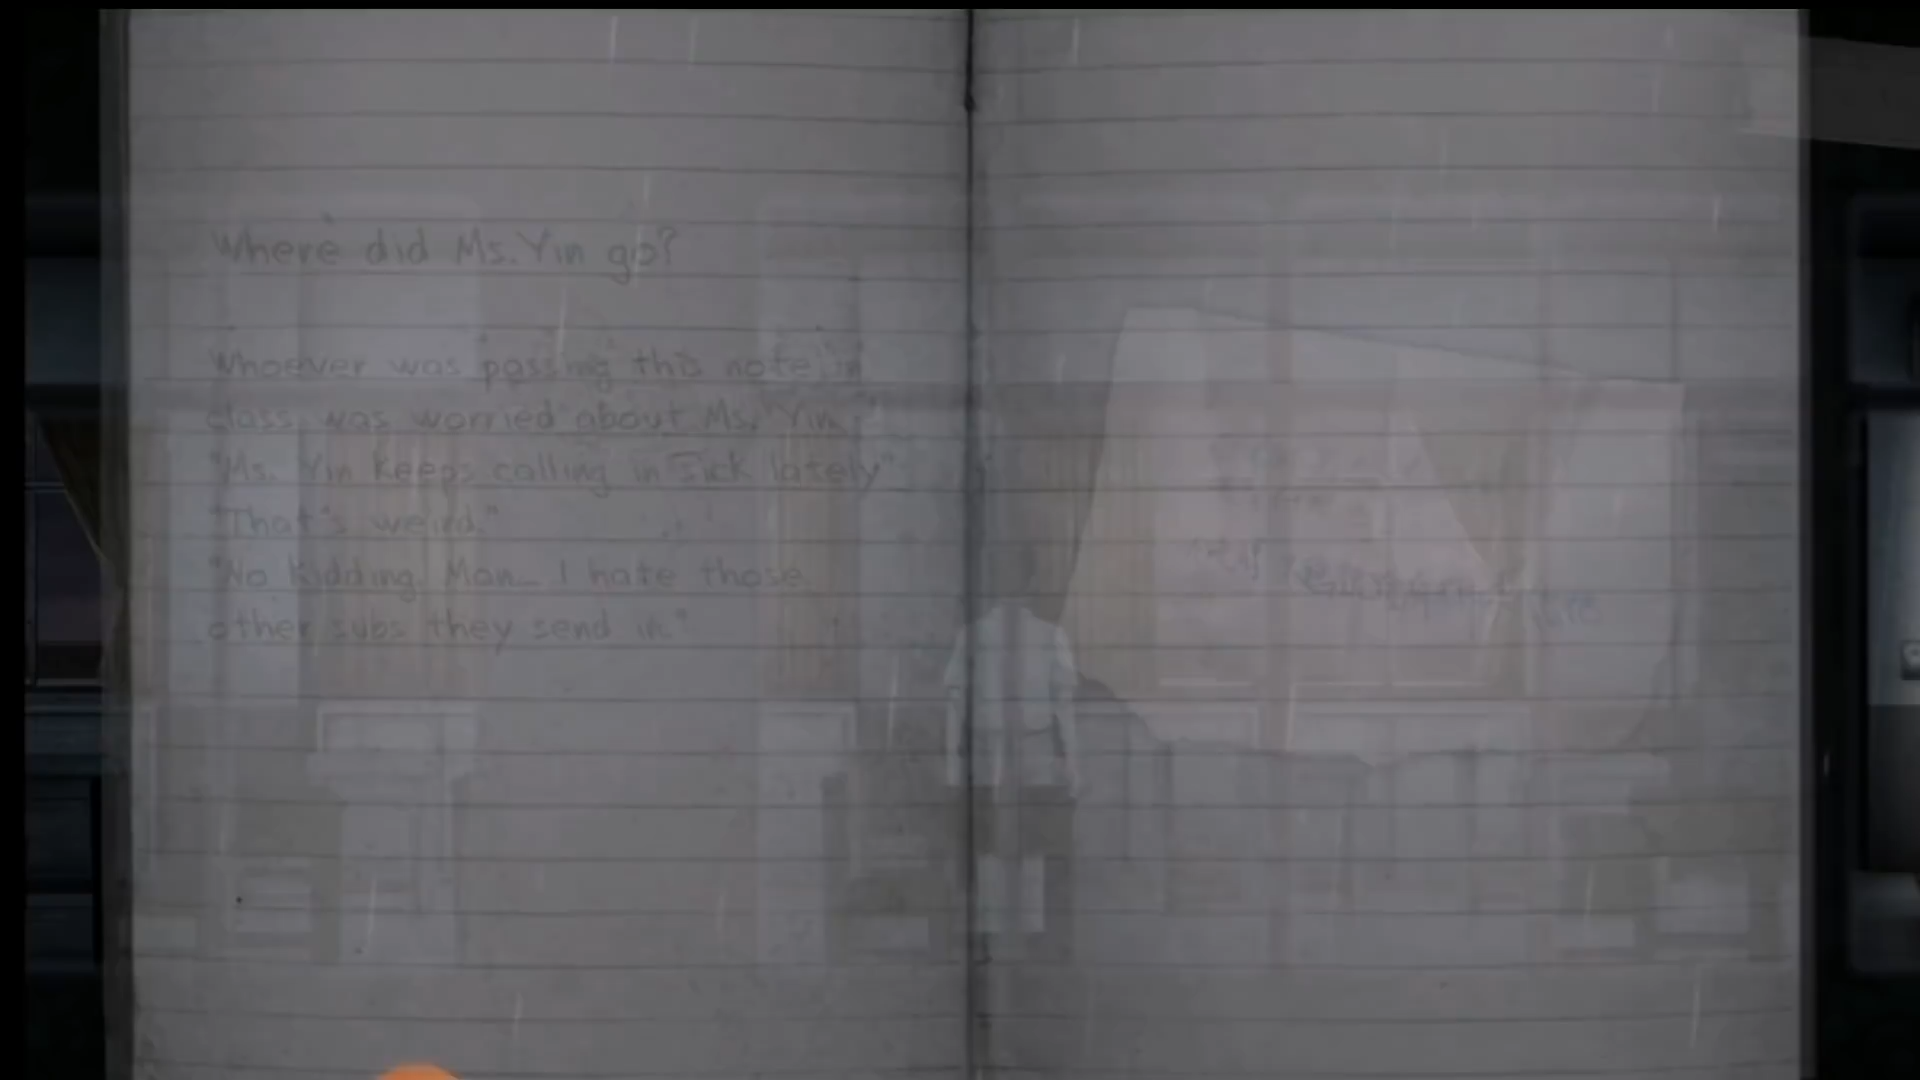 Where did Ms. Yin go?
Whoever was passing this note in
class was worried about Ms. Yin
"Ms. Yin keeps calling in sick lately"
"That's weird."
"No kidding. Man... I hate those
other subs they send in."